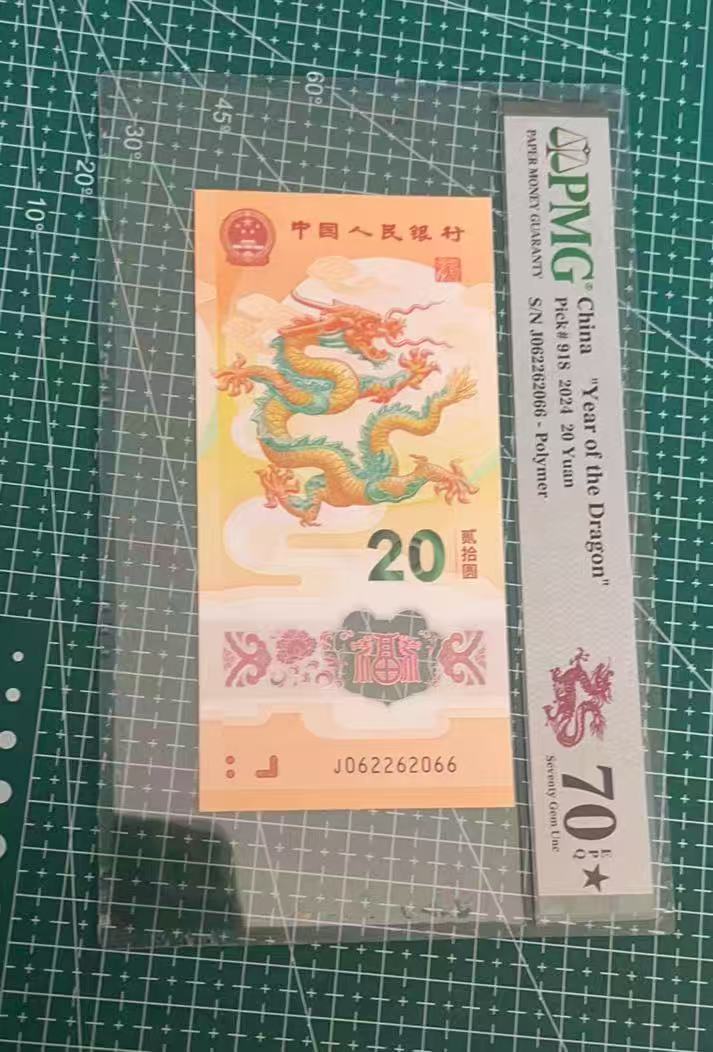 60°
45°
30°
20°
10°
中国人民银行
20
贰拾圆
J062262066
PMG®
PAPER MONEY GUARANTY
China "Year of the Dragon"
Pick# 918 2024 20 Yuan
S/N J062262066 - Polymer
70
EPQ
★
Seventy Gem Unc